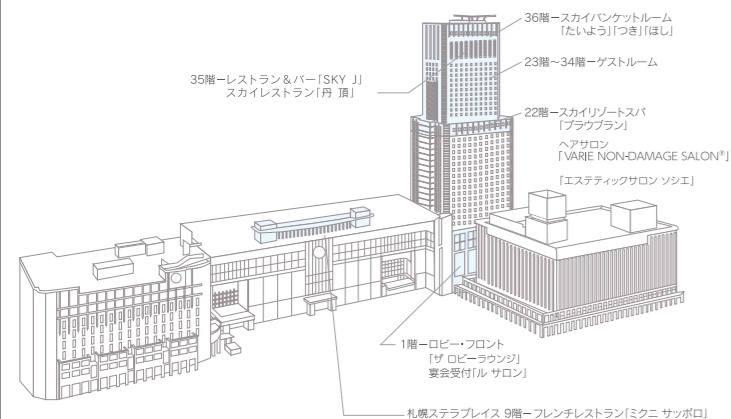 36階ースカイバンケットルーム
「たいよう」「つき」「ほし」
35階ーレストラン＆バー「SKY J」
スカイレストラン「丹 頂」
23階～34階ーゲストルーム
22階ースカイリゾートスパ
「プラウブラン」
ヘアサロン
「VARIE NON-DAMAGE SALON®」
「エステティックサロン ソシエ」
1階ーロビー・フロント
「ザ ロビーラウンジ」
宴会受付「ル サロン」
札幌ステラプレイス 9階ーフレンチレストラン「ミクニ サッポロ」